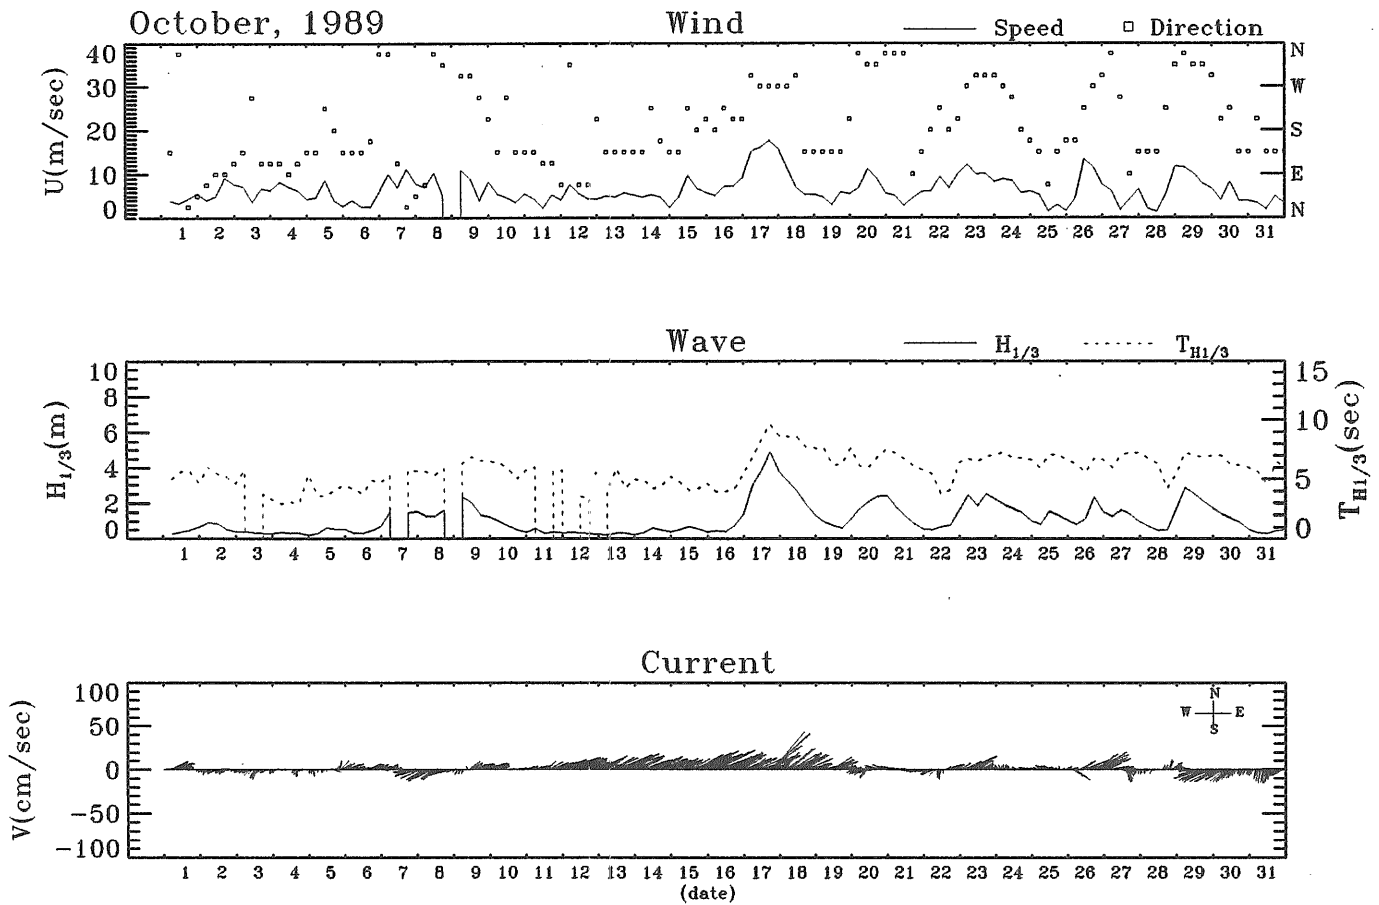 October, 1989 Wind Speed Direction
U(m/sec)
40 N
30 W
20 S
10 E
0 N
1 2 3 4 5 6 7 8 9 10 11 12 13 14 15 16 17 18 19 20 21 22 23 24 25 26 27 28 29 30 31
Wave H1/3 TH1/3
H1/3(m)
TH1/3(sec)
10 15
8
6 10
4 5
2
0 0
1 2 3 4 5 6 7 8 9 10 11 12 13 14 15 16 17 18 19 20 21 22 23 24 25 26 27 28 29 30 31
Current
V(cm/sec)
100
50
0
-50
-100
N
W E
S
1 2 3 4 5 6 7 8 9 10 11 12 13 14 15 16 17 18 19 20 21 22 23 24 25 26 27 28 29 30 31
(date)